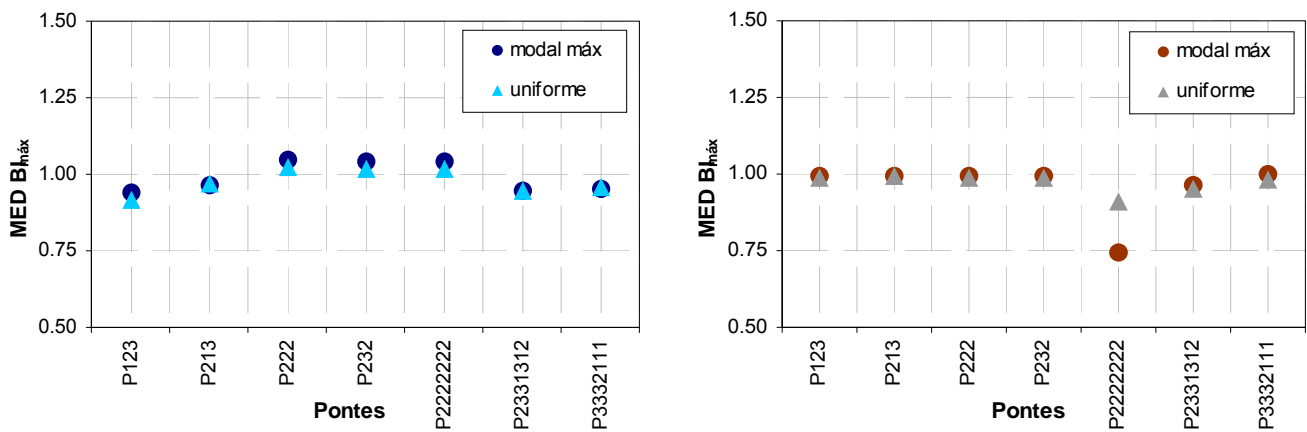 1.50
1.25
1.00
0.75
0.50
MED BImáx
modal máx
uniforme
P123
P213
P222
P232
P2222222
P2331312
P3332111
Pontes
1.50
1.25
1.00
0.75
0.50
MED BImáx
modal máx
uniforme
P123
P213
P222
P232
P2222222
P2331312
P3332111
Pontes